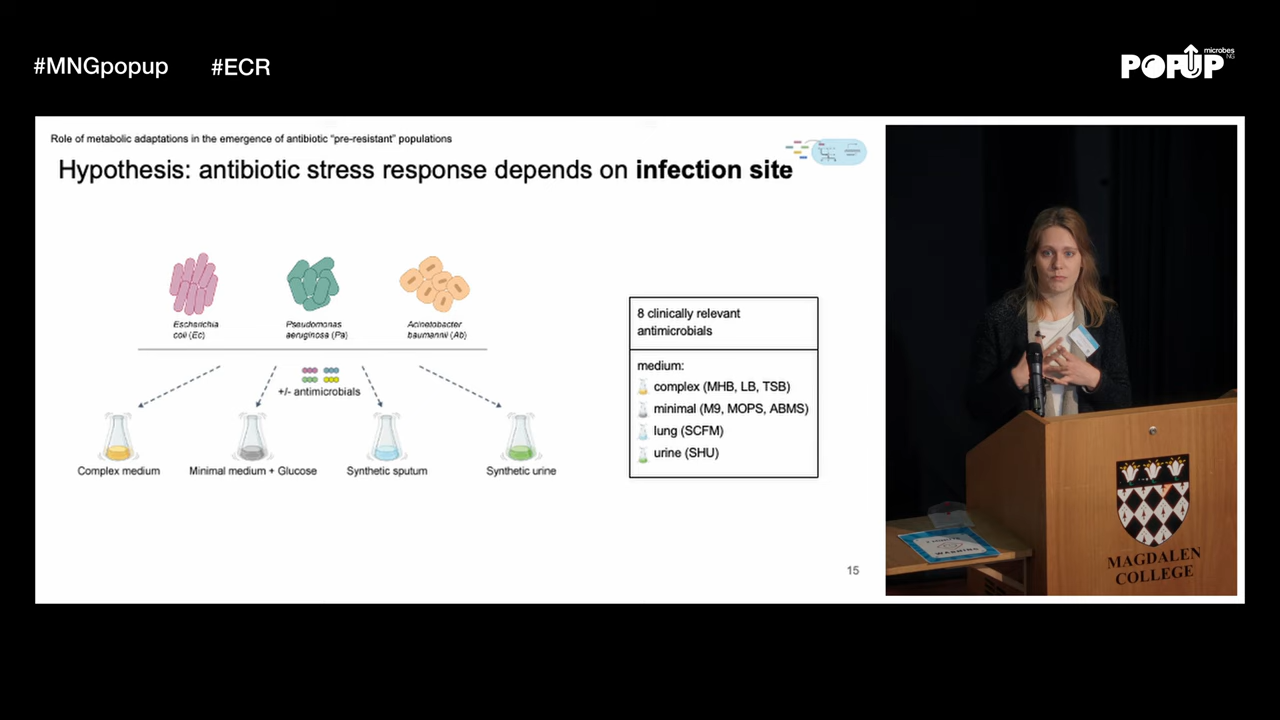 #MNGpopup #ECR
POPUP
microbes
NG
Role of metabolic adaptations in the emergence of antibiotic “pre-resistant” populations
Hypothesis: antibiotic stress response depends on infection site
Escherichia
coli (Ec)
Pseudomonas
aeruginosa (Pa)
Acinetobacter
baumannii (Ab)
+/- antimicrobials
Complex medium
Minimal medium + Glucose
Synthetic sputum
Synthetic urine
8 clinically relevant
antimicrobials
medium:
complex (MHB, LB, TSB)
minimal (M9, MOPS, ABMS)
lung (SCFM)
urine (SHU)
15
MAGDALEN
COLLEGE